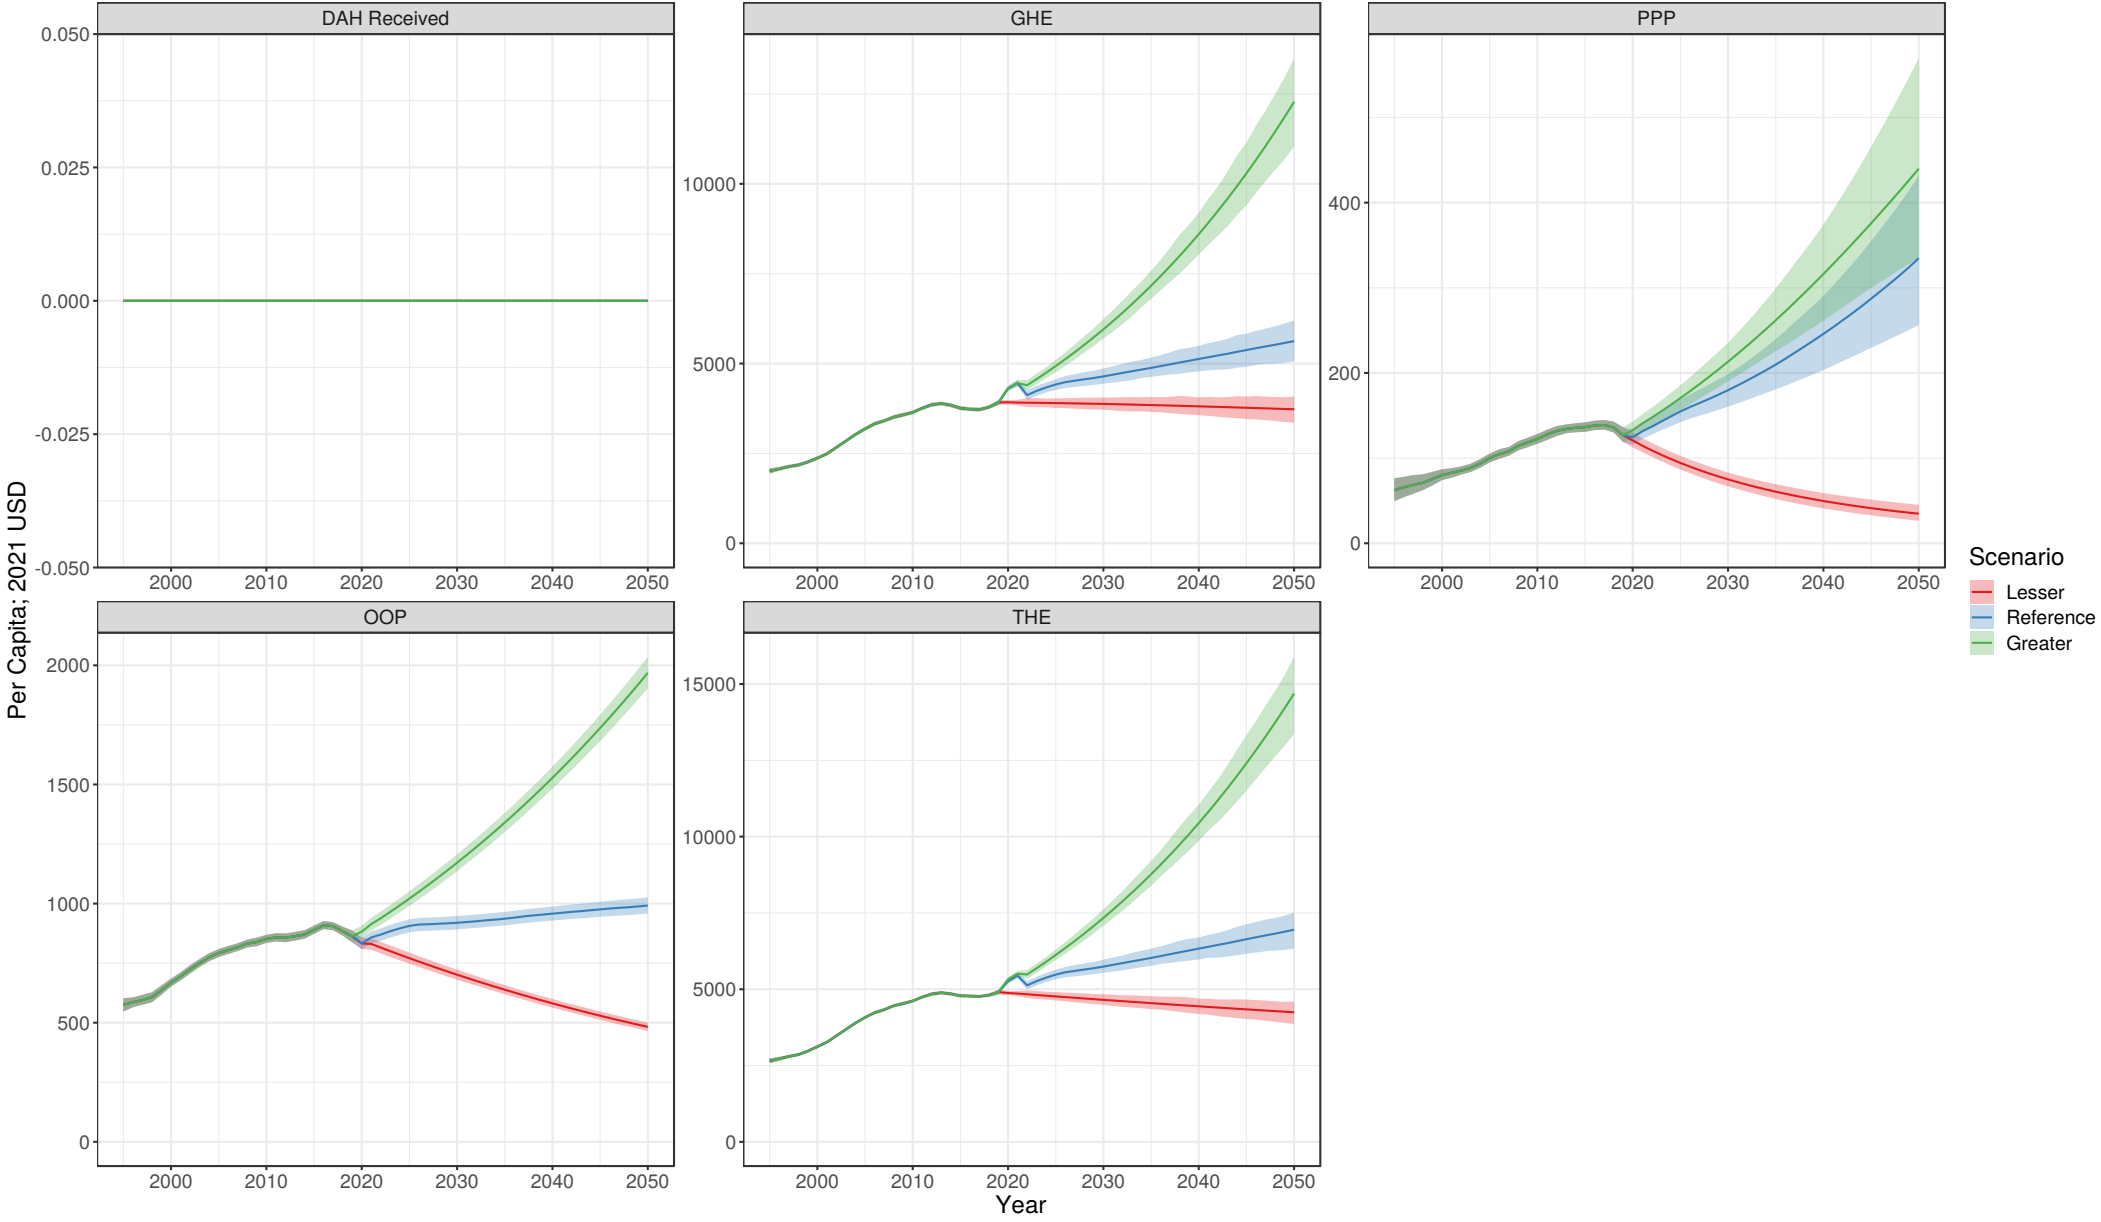 DAH Received
GHE
PPP
0.050
0.025
0.000
-0.025
-0.050
10000
5000
0
400
200
0
2000 2010 2020 2030 2040 2050
2000 2010 2020 2030 2040 2050
2000 2010 2020 2030 2040 2050
Per Capita; 2021 USD
OOP
THE
2000
1500
1000
500
0
15000
10000
5000
0
2000 2010 2020 2030 2040 2050
2000 2010 2020 2030 2040 2050
Year
Scenario
Lesser
Reference
Greater